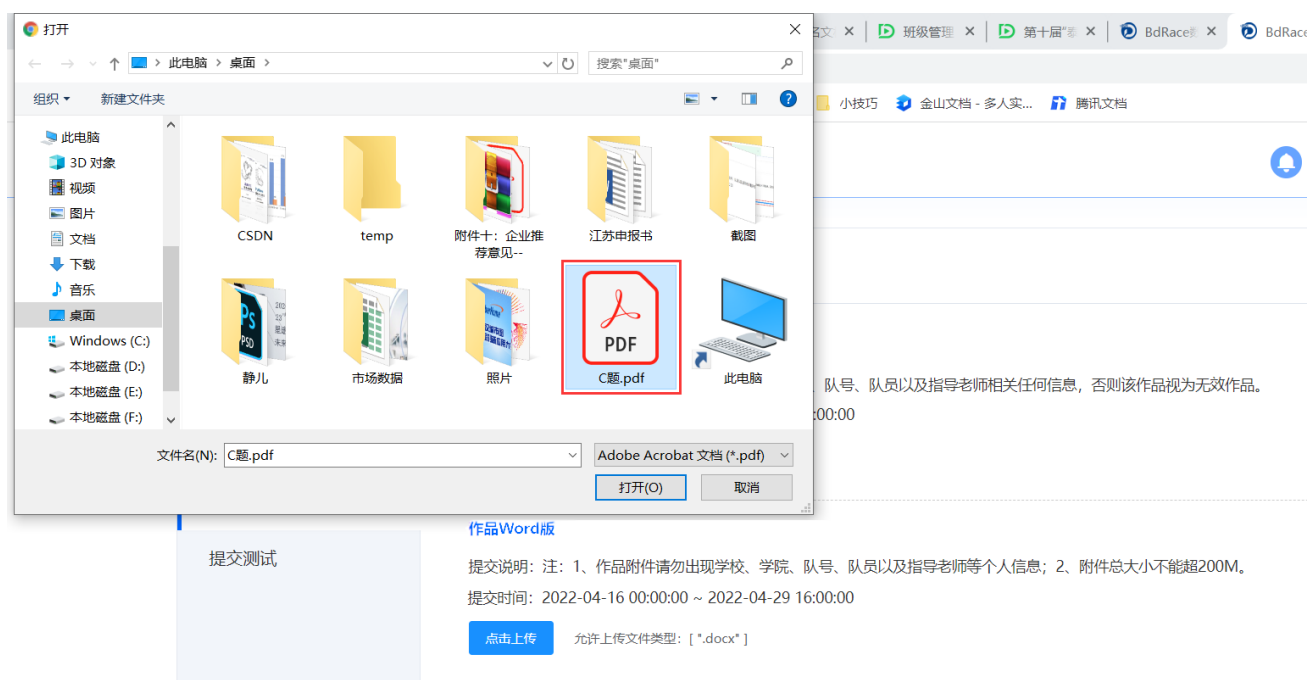 打开
名文
班级管理
第十届"泰
BdRace数
BdRace
此电脑 > 桌面 >
搜索"桌面"
组织
新建文件夹
小技巧
金山文档 - 多人实...
腾讯文档
此电脑
3D 对象
视频
图片
文档
下载
音乐
桌面
Windows (C:)
本地磁盘 (D:)
本地磁盘 (E:)
本地磁盘 (F:)
CSDN
temp
附件十：企业推
荐意见--
江苏申报书
截图
静儿
市场数据
照片
PDF
C题.pdf
此电脑
、队号、队员以及指导老师相关任何信息，否则该作品视为无效作品。
:00:00
文件名(N):
C题.pdf
Adobe Acrobat 文档 (*.pdf)
打开(O)
取消
作品Word版
提交测试
提交说明：注：1、作品附件请勿出现学校、学院、队号、队员以及指导老师等个人信息；2、附件总大小不能超200M。
提交时间：2022-04-16 00:00:00 ~ 2022-04-29 16:00:00
点击上传
允许上传文件类型：[ ".docx" ]